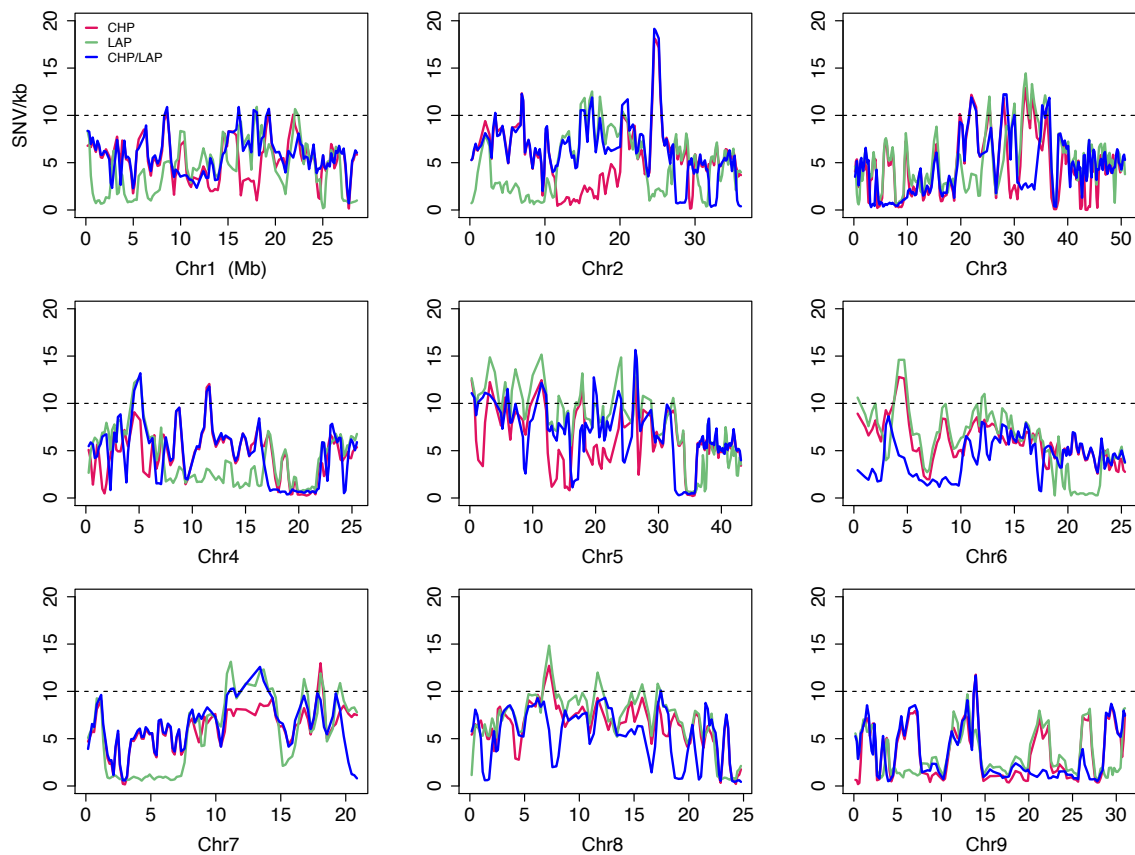 CHP
LAP
CHP/LAP
SNV/kb
0 5 10 15 20
0 5 10 15 20 25
Chr1 (Mb)
0 5 10 15 20
0 10 20 30
Chr2
0 5 10 15 20
0 10 20 30 40 50
Chr3
0 5 10 15 20
0 5 10 15 20 25
Chr4
0 5 10 15 20
0 10 20 30 40
Chr5
0 5 10 15 20
0 5 10 15 20 25
Chr6
0 5 10 15 20
0 5 10 15 20
Chr7
0 5 10 15 20
0 5 10 15 20 25
Chr8
0 5 10 15 20
0 5 10 15 20 25 30
Chr9